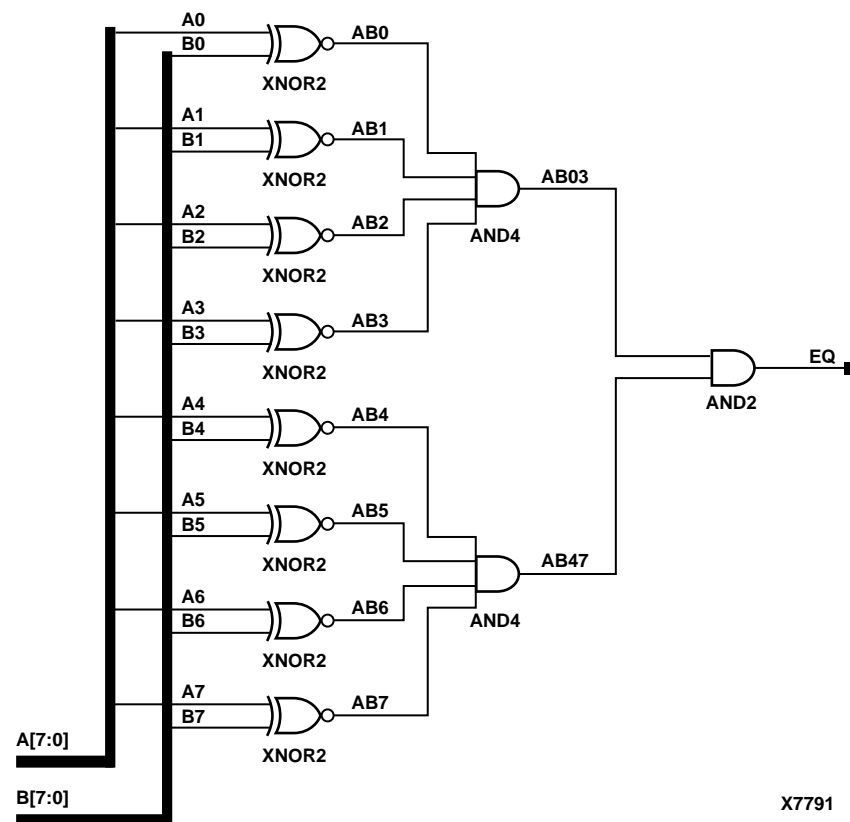 A0
B0
AB0
XNOR2
A1
B1
AB1
XNOR2
AB03
A2
B2
AB2
AND4
XNOR2
A3
B3
AB3
XNOR2
EQ
AND2
A4
B4
AB4
XNOR2
A5
B5
AB5
XNOR2
AB47
A6
B6
AB6
AND4
XNOR2
A7
B7
AB7
XNOR2
A[7:0]
B[7:0]
X7791